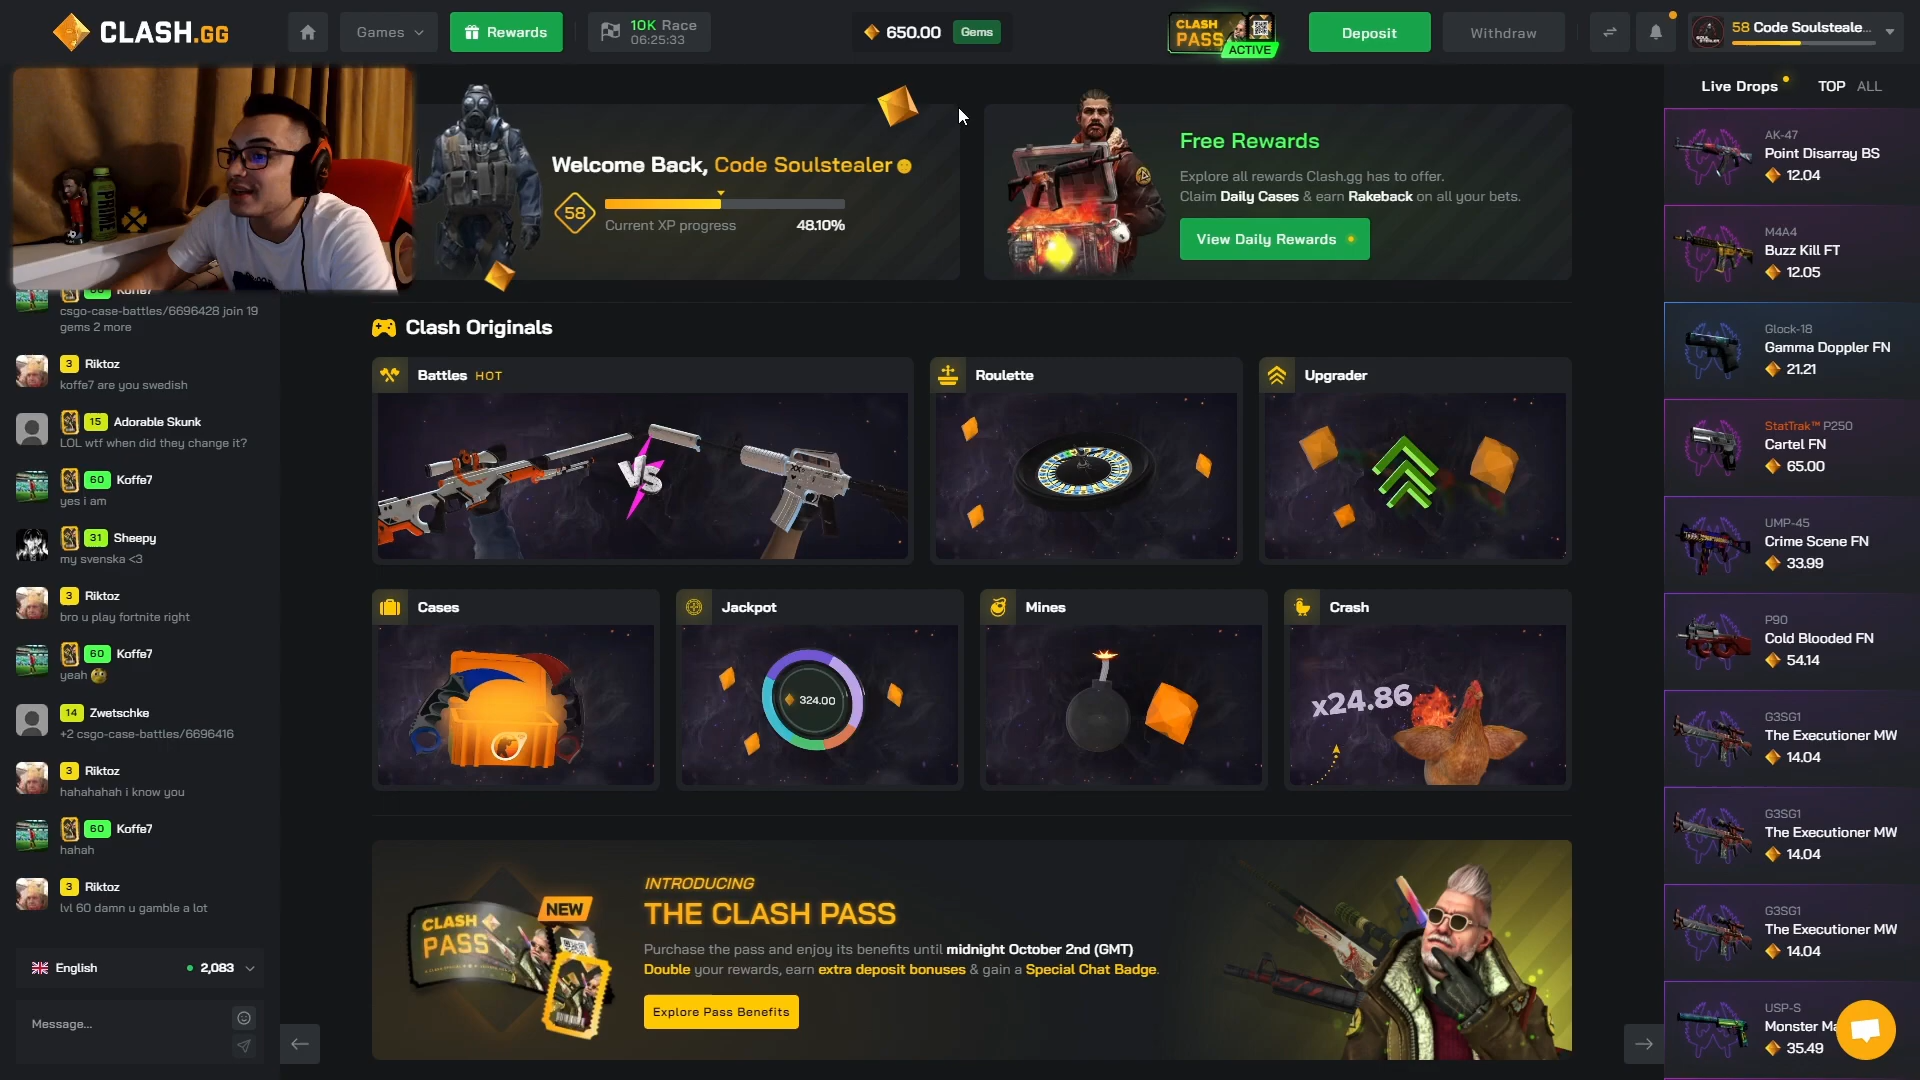 CLASH.GG
Games
Rewards
10K Race
06:25:33
650.00
Gems
CLASH
PASS
ACTIVE
Deposit
Withdraw
58 Code Soulsteale...
PRIME
Welcome Back, Code Soulstealer
58
Current XP progress
48.10%
Free Rewards
Explore all rewards Clash.gg has to offer.
Claim Daily Cases & earn Rakeback on all your bets.
View Daily Rewards
Live Drops
TOP
ALL
AK-47
Point Disarray BS
12.04
M4A4
Buzz Kill FT
12.05
Glock-18
Gamma Doppler FN
21.21
StatTrak™ P250
Cartel FN
65.00
UMP-45
Crime Scene FN
33.99
P90
Cold Blooded FN
54.14
G3SG1
The Executioner MW
14.04
G3SG1
The Executioner MW
14.04
G3SG1
The Executioner MW
14.04
USP-S
Monster
35.49
60 Koffe7
csgo-case-battles/6696428 join 19
gems 2 more
3 Riktoz
koffe7 are you swedish
15 Adorable Skunk
LOL wtf when did they change it?
60 Koffe7
yes i am
31 Sheepy
my svenska <3
3 Riktoz
bro u play fortnite right
60 Koffe7
yeah
14 Zwetschke
+2 csgo-case-battles/6696416
3 Riktoz
hahahahah i know you
60 Koffe7
hahah
3 Riktoz
lvl 60 damn u gamble a lot
English
2,083
Message...
Clash Originals
Battles HOT
VS
Roulette
Upgrader
Cases
Jackpot
324.00
Mines
Crash
x24.86
NEW
CLASH
PASS
INTRODUCING
THE CLASH PASS
Purchase the pass and enjoy its benefits until midnight October 2nd (GMT)
Double your rewards, earn extra deposit bonuses & gain a Special Chat Badge.
Explore Pass Benefits